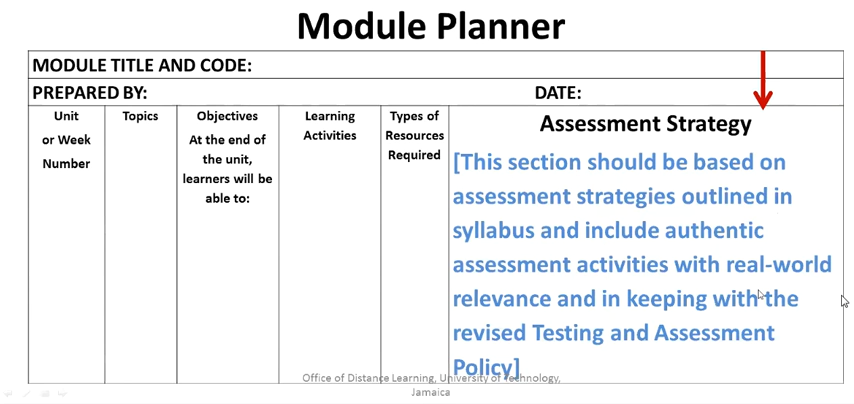 Module Planner
MODULE TITLE AND CODE:
PREPARED BY: DATE:
Unit
or Week
Number
Topics
Objectives
At the end of
the unit,
learners will be
able to:
Learning
Activities
Types of
Resources
Required
Assessment Strategy
[This section should be based on
assessment strategies outlined in
syllabus and include authentic
assessment activities with real-world
relevance and in keeping with the
revised Testing and Assessment
Policy]
Office of Distance Learning, University of Technology,
Jamaica